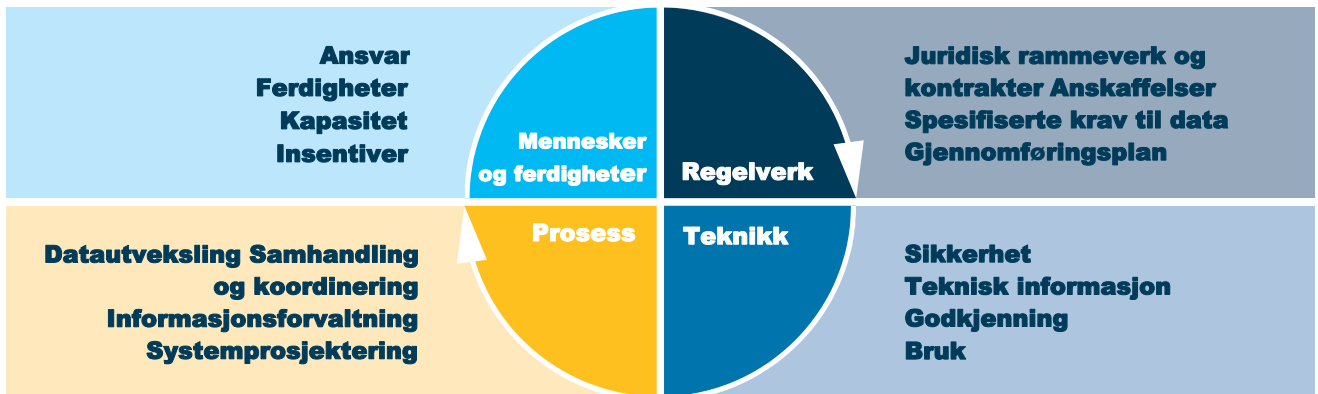 Ansvar
Ferdigheter
Kapasitet
Insentiver
Mennesker
og ferdigheter
Regelverk
Juridisk rammeverk og
kontrakter Anskaffelser
Spesifiserte krav til data
Gjennomføringsplan
Datautveksling Samhandling
og koordinering
Informasjonsforvaltning
Systemprosjektering
Prosess
Teknikk
Sikkerhet
Teknisk informasjon
Godkjenning
Bruk